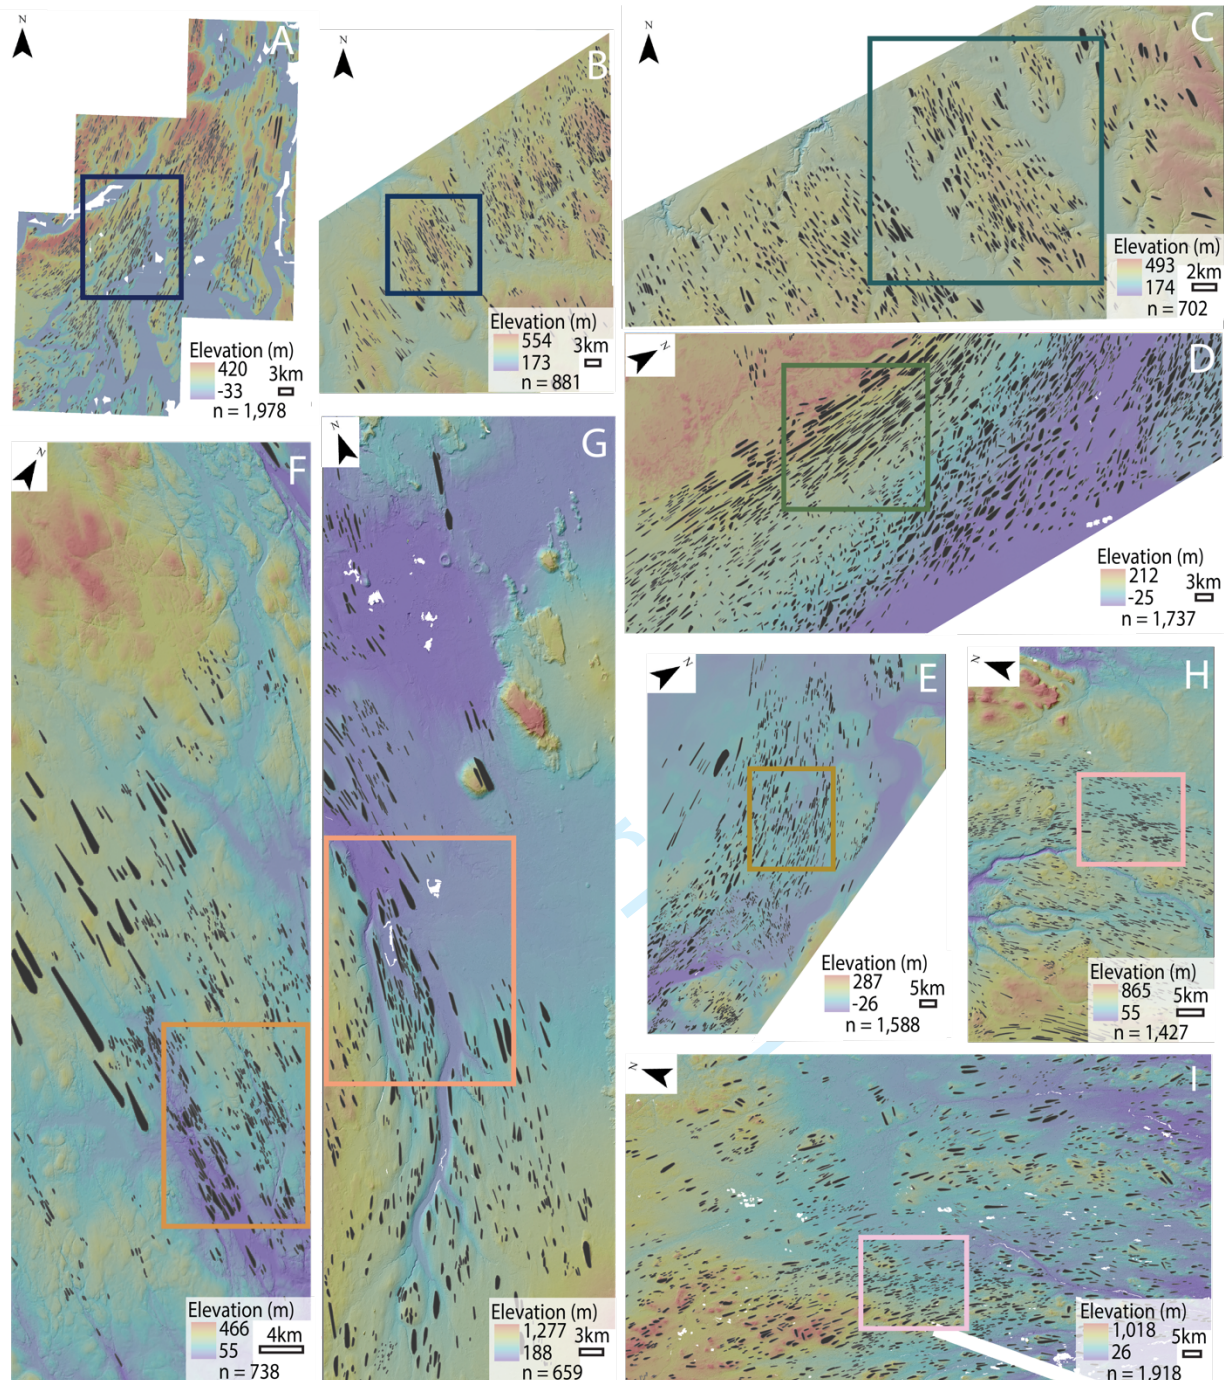 N
A
Elevation (m)
420
-33
3km
n = 1,978
N
B
Elevation (m)
554
173
3km
n = 881
N
C
Elevation (m)
493
174
2km
n = 702
N
D
Elevation (m)
212
-25
3km
n = 1,737
N
E
Elevation (m)
287
-26
5km
n = 1,588
N
F
Elevation (m)
466
55
4km
n = 738
N
G
Elevation (m)
1,277
188
3km
n = 659
N
H
Elevation (m)
865
55
5km
n = 1,427
N
I
Elevation (m)
1,018
26
5km
n = 1,918